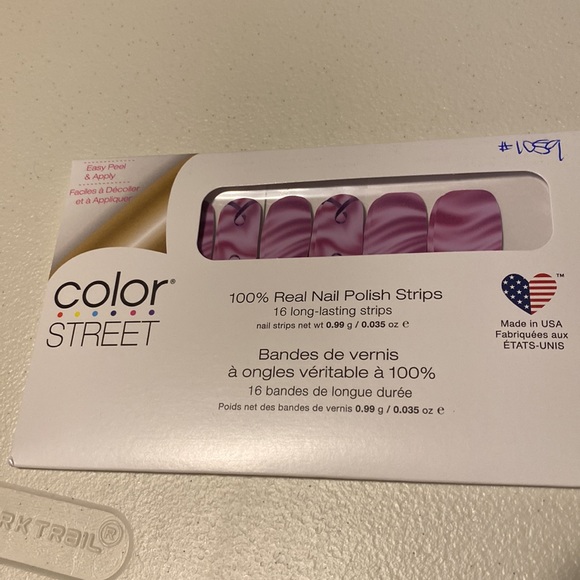 #1059
Easy Peel
& Apply
Faciles à Décoller
et à Appliquer
color®
STREET
100% Real Nail Polish Strips
16 long-lasting strips
nail strips net wt 0.99 g / 0.035 oz e
Bandes de vernis
à ongles véritable à 100%
16 bandes de longue durée
Poids net des bandes de vernis 0.99 g / 0.035 oz e
TM
Made in USA
Fabriquées aux
ÉTATS-UNIS
RK TRAIL®